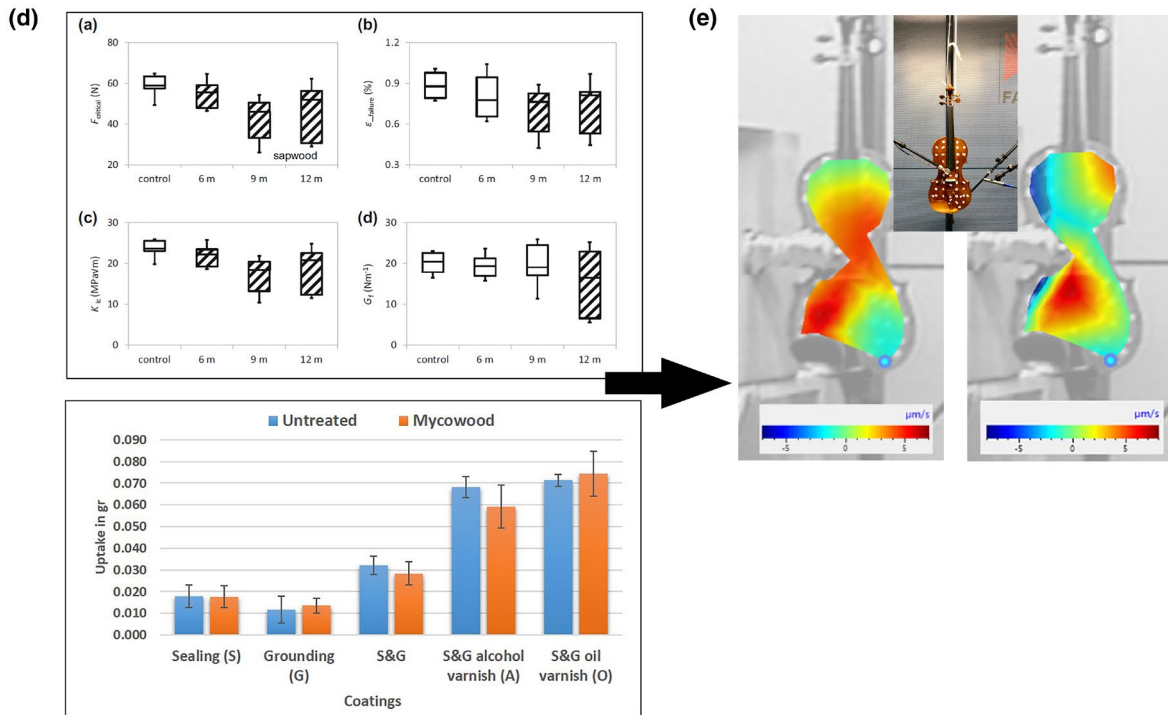 (d)
(a)
F critical (N)
80
60
40
20
sapwood
control 6 m 9 m 12 m
(b)
ε_failure (%)
1.2
0.9
0.6
0.3
control 6 m 9 m 12 m
(c)
K Ic (MPa√m)
30
20
10
0
control 6 m 9 m 12 m
(d)
G f (Nm⁻¹)
30
20
10
0
control 6 m 9 m 12 m
Untreated Mycowood
Uptake in gr
0.090
0.080
0.070
0.060
0.050
0.040
0.030
0.020
0.010
0.000
Sealing (S)
Grounding
(G)
S&G
S&G alcohol
varnish (A)
S&G oil
varnish (O)
Coatings
(e)
FA
µm/s
-5 0 5
µm/s
-5 0 5